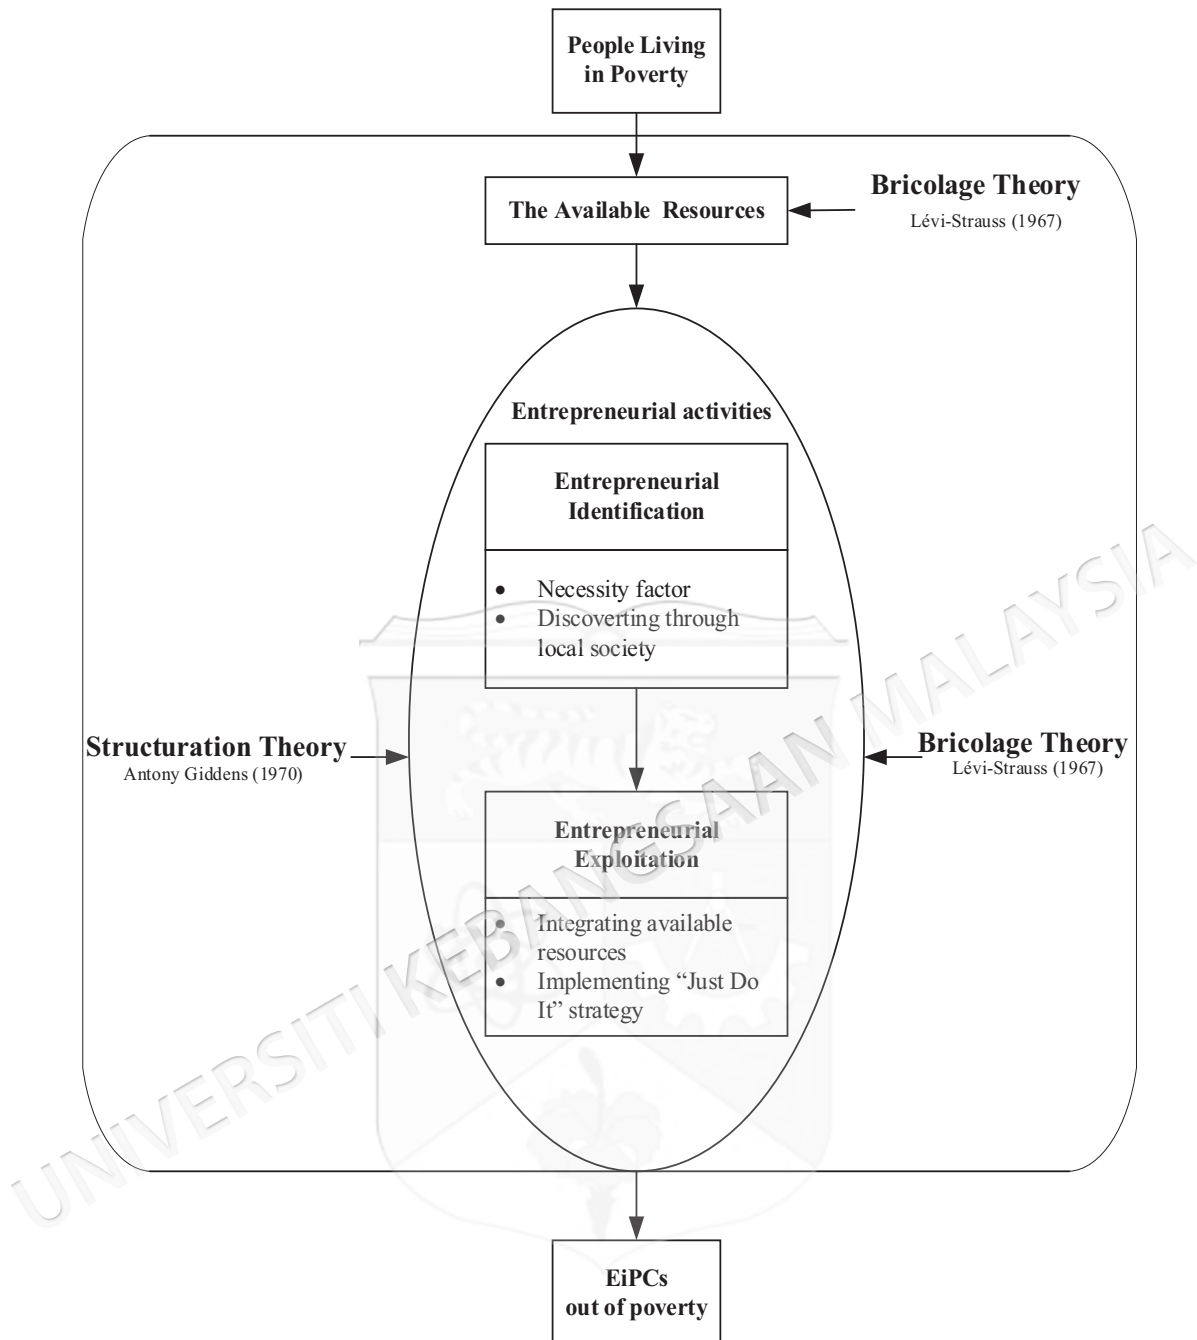 People Living
in Poverty
The Available Resources
Bricolage Theory
Lévi-Strauss (1967)
Entrepreneurial activities
Entrepreneurial
Identification
• Necessity factor
• Discoverting through
local society
Structuration Theory
Antony Giddens (1970)
Bricolage Theory
Lévi-Strauss (1967)
Entrepreneurial
Exploitation
• Integrating available
resources
• Implementing “Just Do
It” strategy
EiPCs
out of poverty
UNIVERSITI KEBANGSAAN MALAYSIA